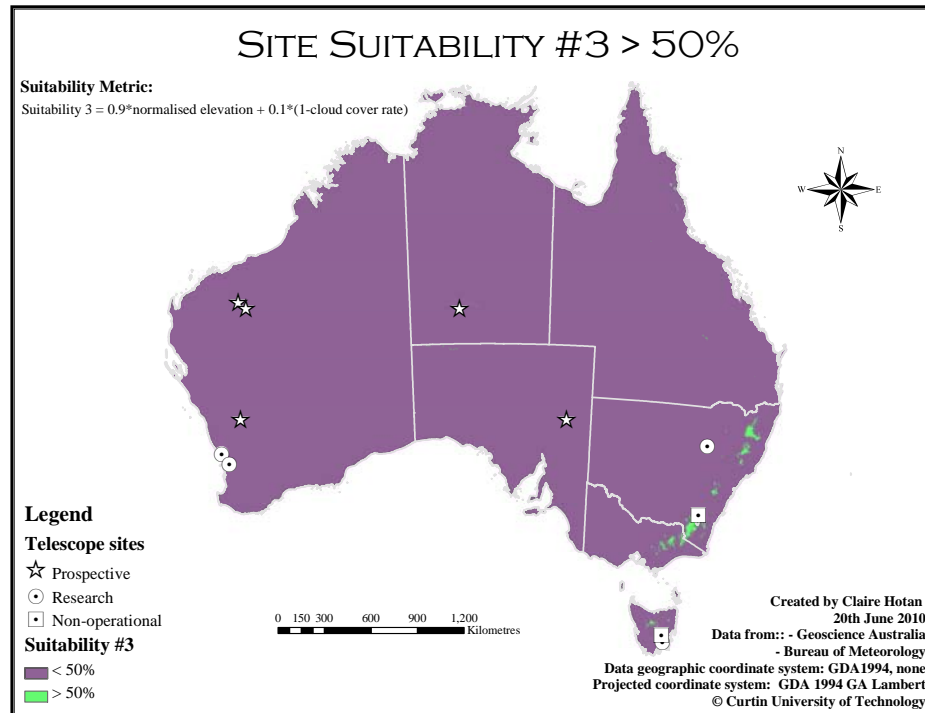 SITE SUITABILITY #3 > 50%
Suitability Metric:
Suitability 3 = 0.9*normalised elevation + 0.1*(1-cloud cover rate)
N
W
E
S
Legend
Telescope sites
Prospective
Research
Non-operational
Suitability #3
< 50%
> 50%
0 150 300 600 900 1,200
Kilometres
Created by Claire Hotan
20th June 2010
Data from:: - Geoscience Australia
- Bureau of Meteorology
Data geographic coordinate system: GDA1994, none
Projected coordinate system: GDA 1994 GA Lambert
© Curtin University of Technology